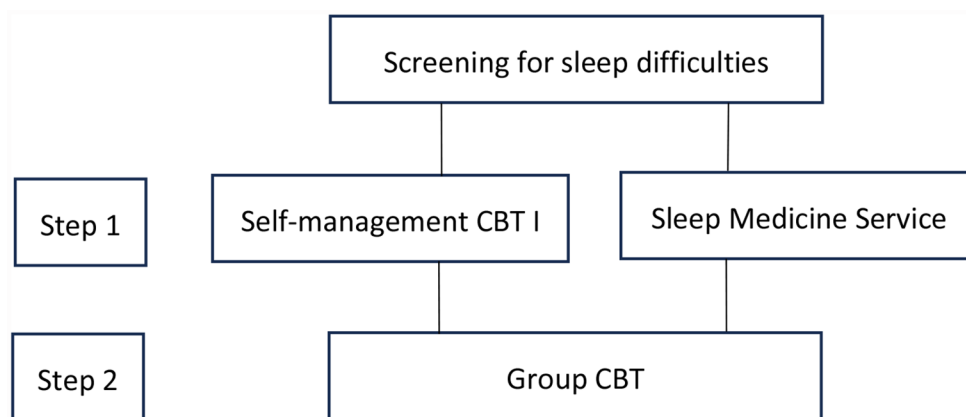 Screening for sleep difficulties
Step 1
Self-management CBT I
Sleep Medicine Service
Step 2
Group CBT